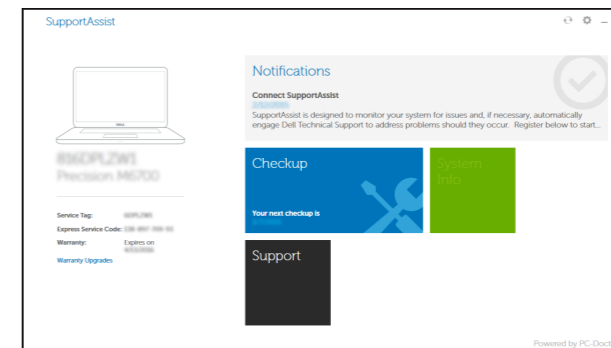 SupportAssist
Notifications
Connect SupportAssist
SupportAssist is designed to monitor your system for issues and, if necessary, automatically
engage Dell Technical Support to address problems should they occur. Register below to start...
Checkup
System
Info
Your next checkup is
Precision M6700
Service Tag:
Express Service Code:
Warranty: Expires on
Warranty Upgrades
Support
Powered by PC-Doct